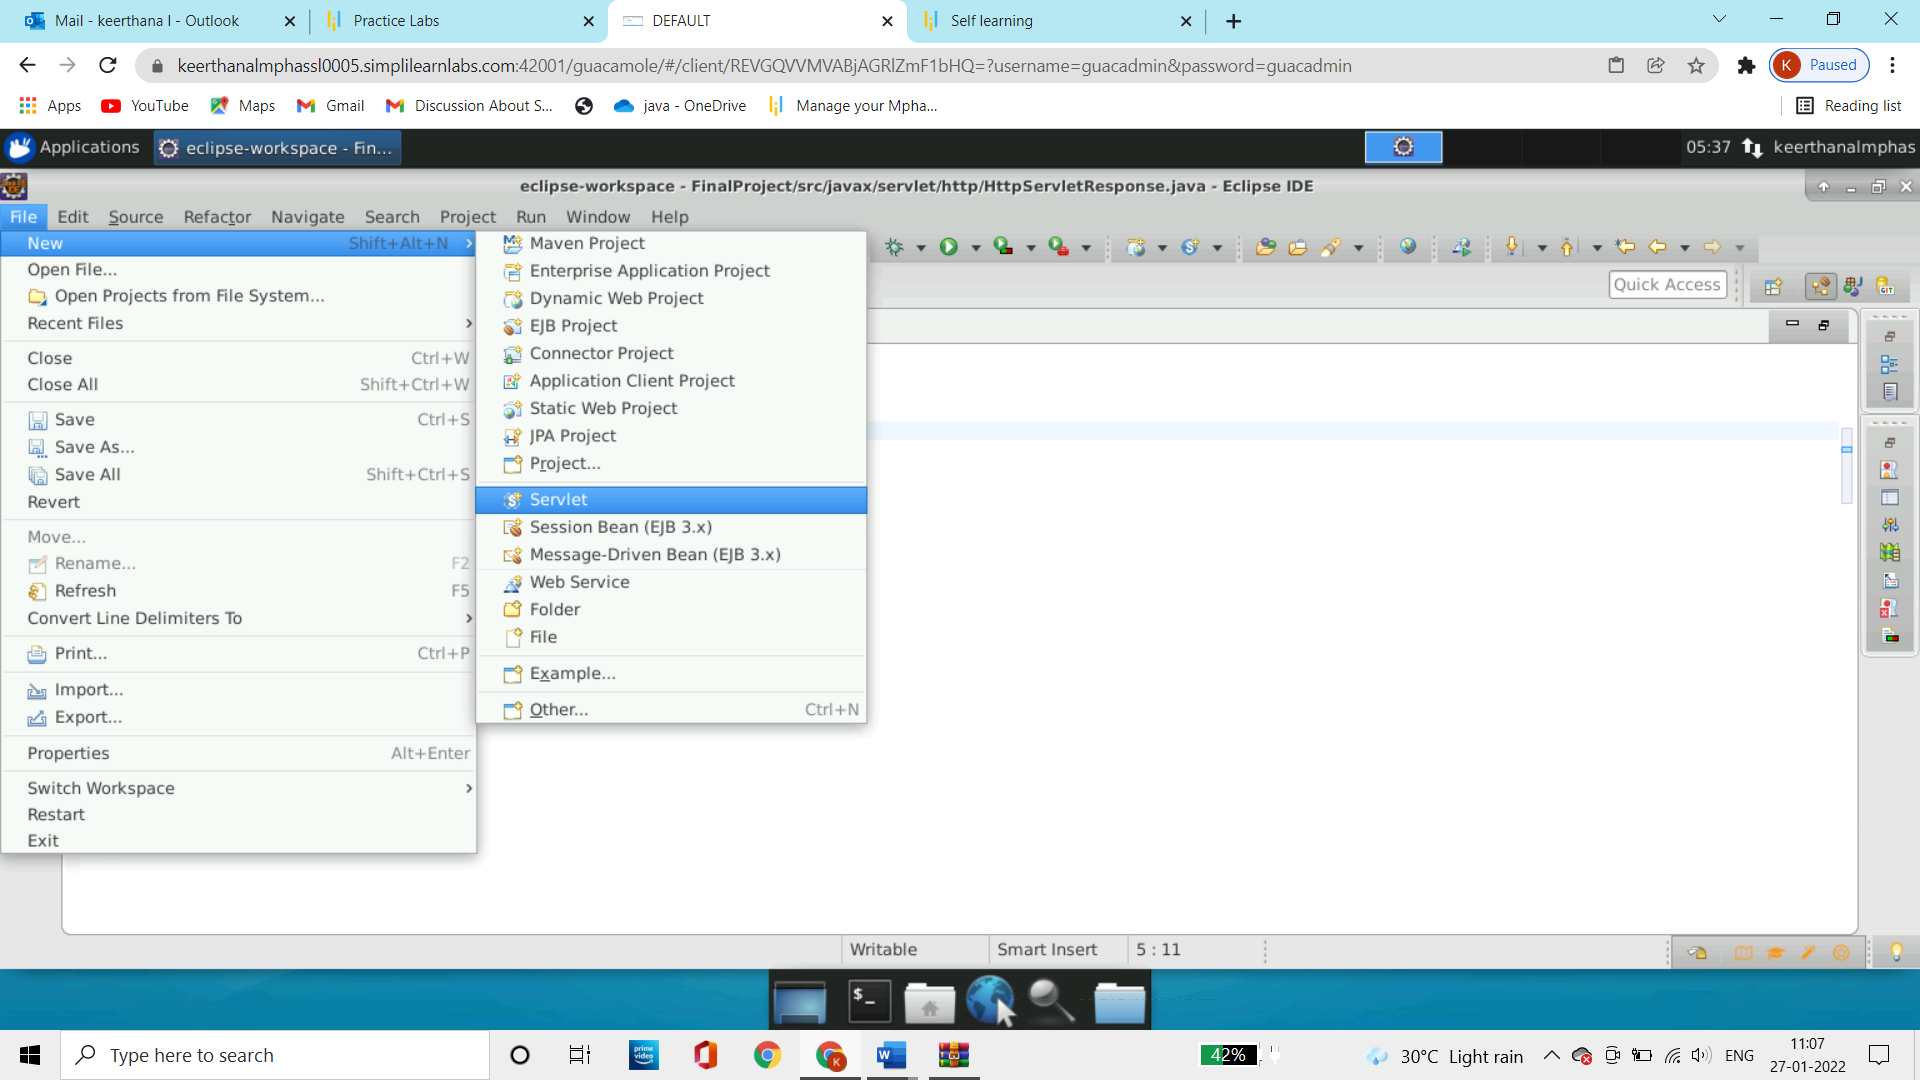 Mail - keerthana l - Outlook
Practice Labs
DEFAULT
Self learning
keerthanalmphassl0005.simplilearnlabs.com:42001/guacamole/#/client/REVGQVVMVABjAGRlZmF1bHQ=?username=guacadmin&password=guacadmin
K Paused
Apps YouTube Maps Gmail Discussion About S... java - OneDrive Manage your Mpha... Reading list
Applications eclipse-workspace - Fin... 05:37 keerthanalmphas
eclipse-workspace - FinalProject/src/javax/servlet/http/HttpServletResponse.java - Eclipse IDE
File Edit Source Refactor Navigate Search Project Run Window Help
New Shift+Alt+N
Open File...
Open Projects from File System...
Recent Files
Close Ctrl+W
Close All Shift+Ctrl+W
Save Ctrl+S
Save As...
Save All Shift+Ctrl+S
Revert
Move...
Rename... F2
Refresh F5
Convert Line Delimiters To
Print... Ctrl+P
Import...
Export...
Properties Alt+Enter
Switch Workspace
Restart
Exit
Maven Project
Enterprise Application Project
Dynamic Web Project
EJB Project
Connector Project
Application Client Project
Static Web Project
JPA Project
Project...
Servlet
Session Bean (EJB 3.x)
Message-Driven Bean (EJB 3.x)
Web Service
Folder
File
Example...
Other... Ctrl+N
Quick Access
GIT
Writable Smart Insert 5 : 11
$_
Type here to search
prime video
K
W
42%
30°C Light rain
ENG
11:07
27-01-2022